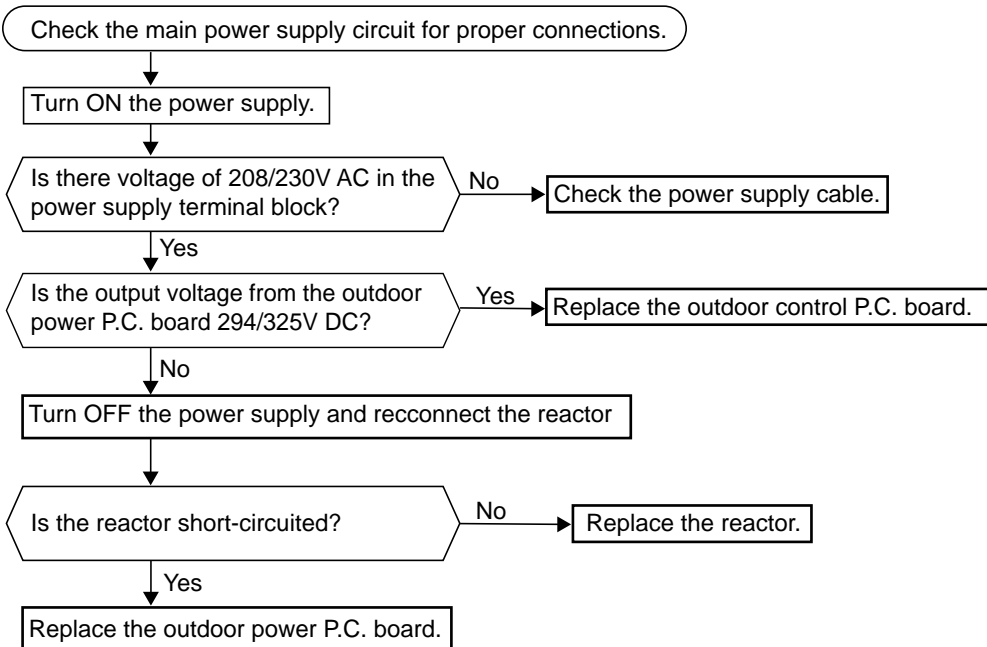 Check the main power supply circuit for proper connections.
Turn ON the power supply.
Is there voltage of 208/230V AC in the
power supply terminal block?
No
Check the power supply cable.
Yes
Is the output voltage from the outdoor
power P.C. board 294/325V DC?
Yes
Replace the outdoor control P.C. board.
No
Turn OFF the power supply and recconnect the reactor
Is the reactor short-circuited?
No
Replace the reactor.
Yes
Replace the outdoor power P.C. board.